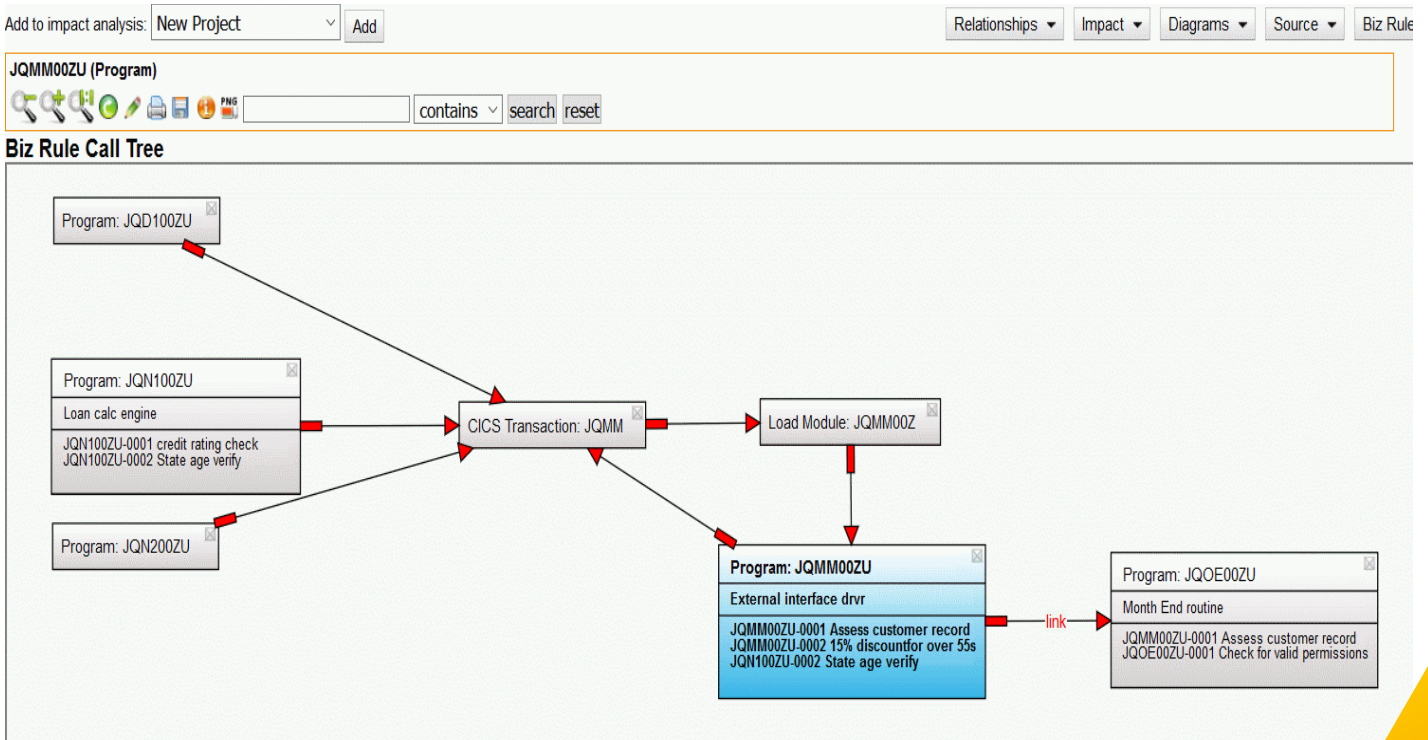 Add to impact analysis: New Project Add Relationships Impact Diagrams Source Biz Rule
JQMM00ZU (Program)
PNG contains search reset
Biz Rule Call Tree
Program: JQD100ZU
Program: JQN100ZU
Loan calc engine
JQN100ZU-0001 credit rating check
JQN100ZU-0002 State age verify
CICS Transaction: JQMM
Load Module: JQMM00Z
Program: JQN200ZU
Program: JQMM00ZU
External interface drvr
JQMM00ZU-0001 Assess customer record
JQMM00ZU-0002 15% discountfor over 55s
JQN100ZU-0002 State age verify
link
Program: JQOE00ZU
Month End routine
JQMM00ZU-0001 Assess customer record
JQOE00ZU-0001 Check for valid permissions